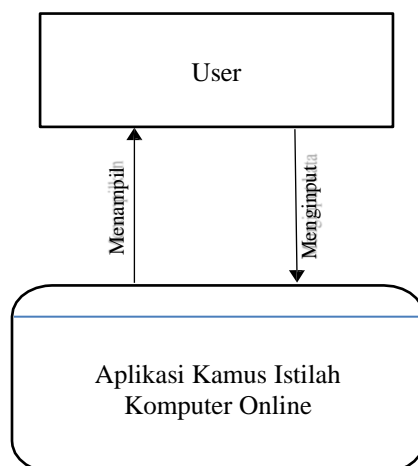 User
Menampil
Menginput
Aplikasi Kamus Istilah
Komputer Online